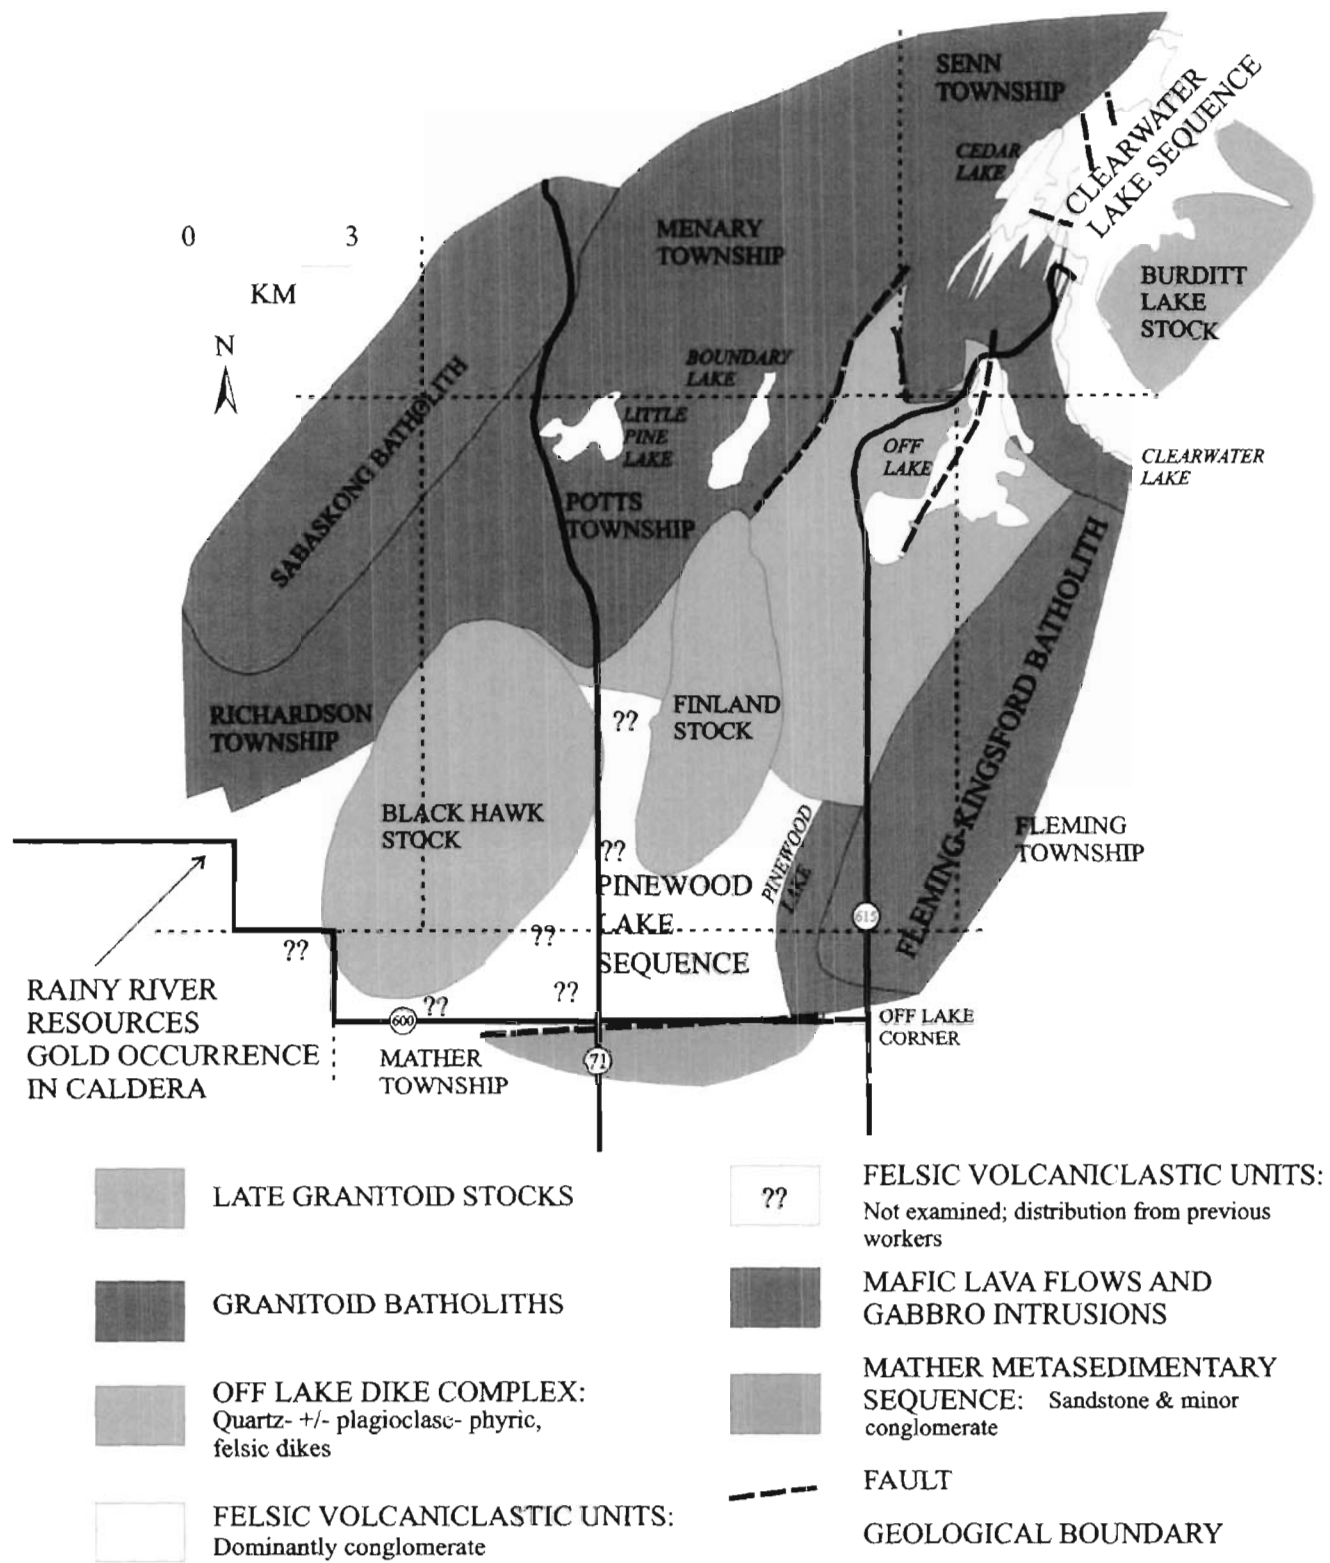 SENN
TOWNSHIP
CLEARWATER
LAKE SEQUENCE
CEDAR
LAKE
MENARY
TOWNSHIP
0 3
KM
N
BURDITT
LAKE
STOCK
BOUNDARY
LAKE
SABASKONG BATHOLITH
LITTLE
PINE
LAKE
OFF
LAKE
CLEARWATER
LAKE
POTTS
TOWNSHIP
FLEMING-KINGSFORD BATHOLITH
RICHARDSON
TOWNSHIP
??
FINLAND
STOCK
BLACK HAWK
STOCK
PINEWOOD
LAKE
FLEMING
TOWNSHIP
??
PINEWOOD
LAKE
SEQUENCE
615
??
??
??
??
RAINY RIVER
RESOURCES
GOLD OCCURRENCE
IN CALDERA
600
OFF LAKE
CORNER
MATHER
TOWNSHIP
71
LATE GRANITOID STOCKS
GRANITOID BATHOLITHS
OFF LAKE DIKE COMPLEX:
Quartz- +/- plagioclase- phyric,
felsic dikes
FELSIC VOLCANICLASTIC UNITS:
Dominantly conglomerate
??
FELSIC VOLCANICLASTIC UNITS:
Not examined; distribution from previous
workers
MAFIC LAVA FLOWS AND
GABBRO INTRUSIONS
MATHER METASEDIMENTARY
SEQUENCE: Sandstone & minor
conglomerate
FAULT
GEOLOGICAL BOUNDARY